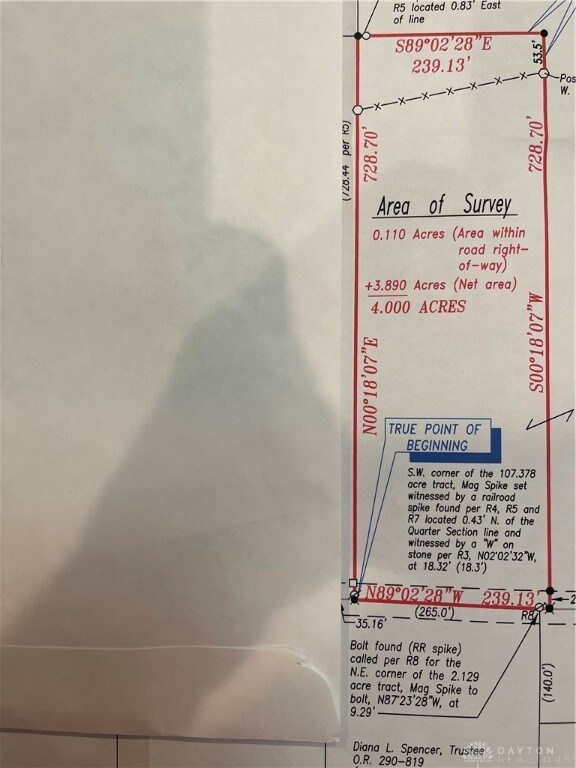 R5 located 0.83' East
of line
S89°02'28"E
239.13'
53.5'
Pos
W.
(728.44 per R5)
728.70'
728.70'
Area of Survey
0.110 Acres (Area within
road right-
of-way)
+3.890 Acres (Net area)
4.000 ACRES
N00°18'07"E
S00°18'07"W
TRUE POINT OF
BEGINNING
S.W. corner of the 107.378
acre tract, Mag Spike set
witnessed by a railroad
spike found per R4, R5 and
R7 located 0.43' N. of the
Quarter Section line and
witnessed by a "W" on
stone per R3, N02°02'32"W,
at 18.32' (18.3')
N89°02'28"W 239.13'
(265.0')
R8
2
35.16'
Bolt found (RR spike)
called per R8 for the
N.E. corner of the 2.129
acre tract, Mag Spike to
bolt, N87°23'28"W, at
9.29'
(140.0')
Diana L. Spencer, Trustee
O.R. 290-819
DAYTON
REALTORS